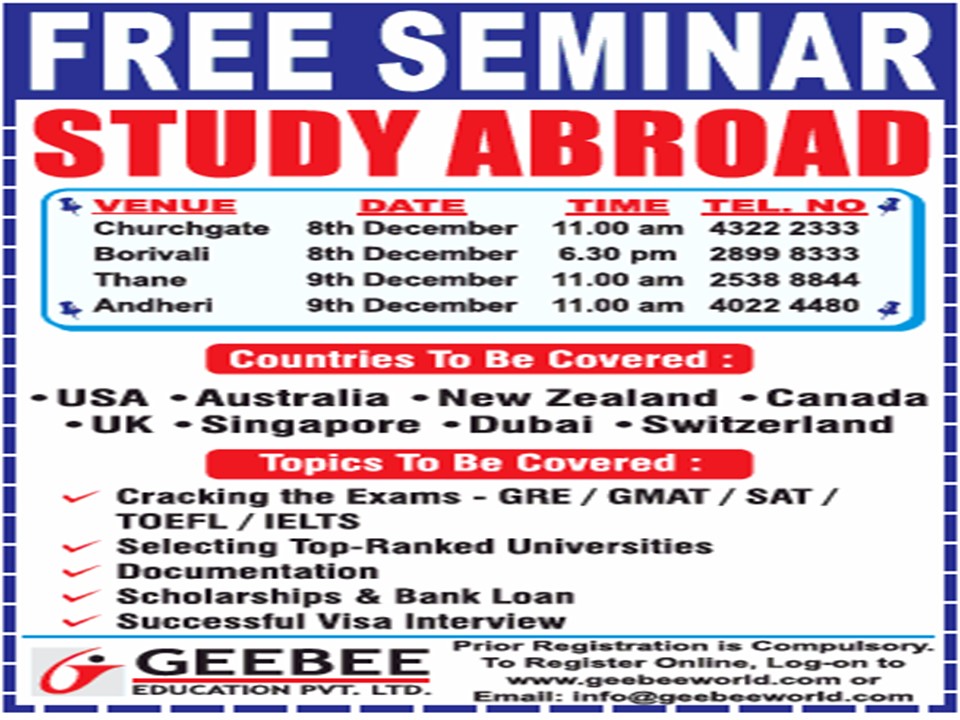 FREE SEMINAR
STUDY ABROAD
VENUE DATE TIME TEL. NO
Churchgate 8th December 11.00 am 4322 2333
Borivali 8th December 6.30 pm 2899 8333
Thane 9th December 11.00 am 2538 8844
Andheri 9th December 11.00 am 4022 4480
Countries To Be Covered :
• USA • Australia • New Zealand • Canada
• UK • Singapore • Dubai • Switzerland
Topics To Be Covered :
✓ Cracking the Exams - GRE / GMAT / SAT /
TOEFL / IELTS
✓ Selecting Top-Ranked Universities
✓ Documentation
✓ Scholarships & Bank Loan
✓ Successful Visa Interview
GEEBEE
EDUCATION PVT. LTD.
Prior Registration is Compulsory.
To Register Online, Log-on to
www.geebeeworld.com or
Email: info@geebeeworld.com